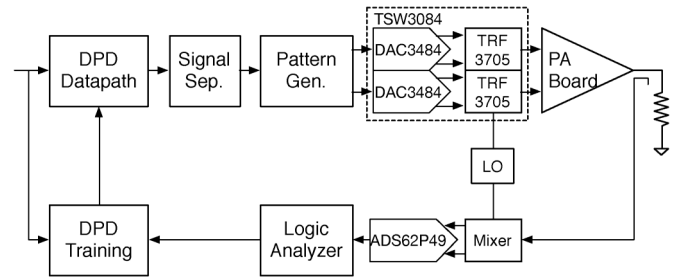 TSW3084
DPD
Datapath
Signal
Sep.
Pattern
Gen.
DAC3484
DAC3484
TRF
3705
TRF
3705
PA
Board
LO
DPD
Training
Logic
Analyzer
ADS62P49
Mixer